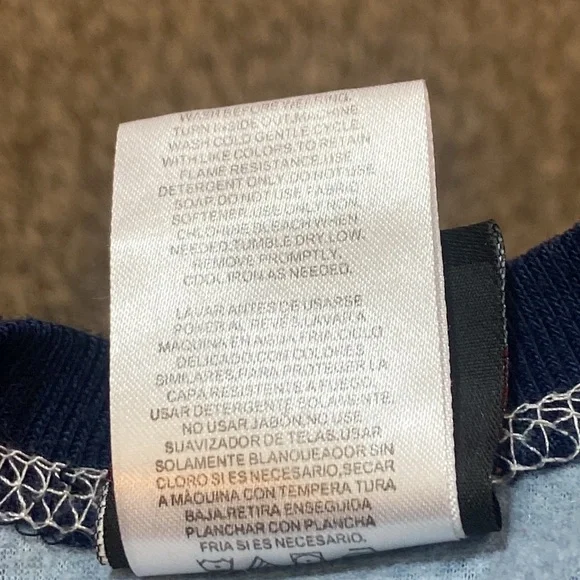 WASH BEFORE WEARING.
TURN INSIDE OUT.MACHINE
WASH COLD GENTLE CYCLE
WITH LIKE COLORS.TO RETAIN
FLAME RESISTANCE.USE
DETERGENT ONLY.DO NOT USE
SOAP.DO NOT USE FABRIC
SOFTENER.USE ONLY NON
CHLORIDE BLEACH WHEN
NEEDED.TUMBLE DRY LOW.
REMOVE PROMPTLY.
COOL IRON AS NEEDED.
LAVAR ANTES DE USARSE
PONER AL REVES,LAVAR A
MAQUINA EN AGUA FRIA,CICLO
DELICADA,CON COLORES
SIMILARES,PARA PROTEGER LA
CAPA RESISTENTE A FUEGO.
USAR DETERGENTE SOLAMENTE.
NO USAR JABON,NO USE
SUAVIZADOR DE TELAS.USAR
SOLAMENTE BLANQUEADOR SIN
CLORO SI ES NECESARIO,SECAR
A MÁQUINA CON TEMPERA TURA
BAJA.RETIRA ENSEGUIDA
PLANCHAR CON PLANCHAR
FRIA SI ES NECESARIO.